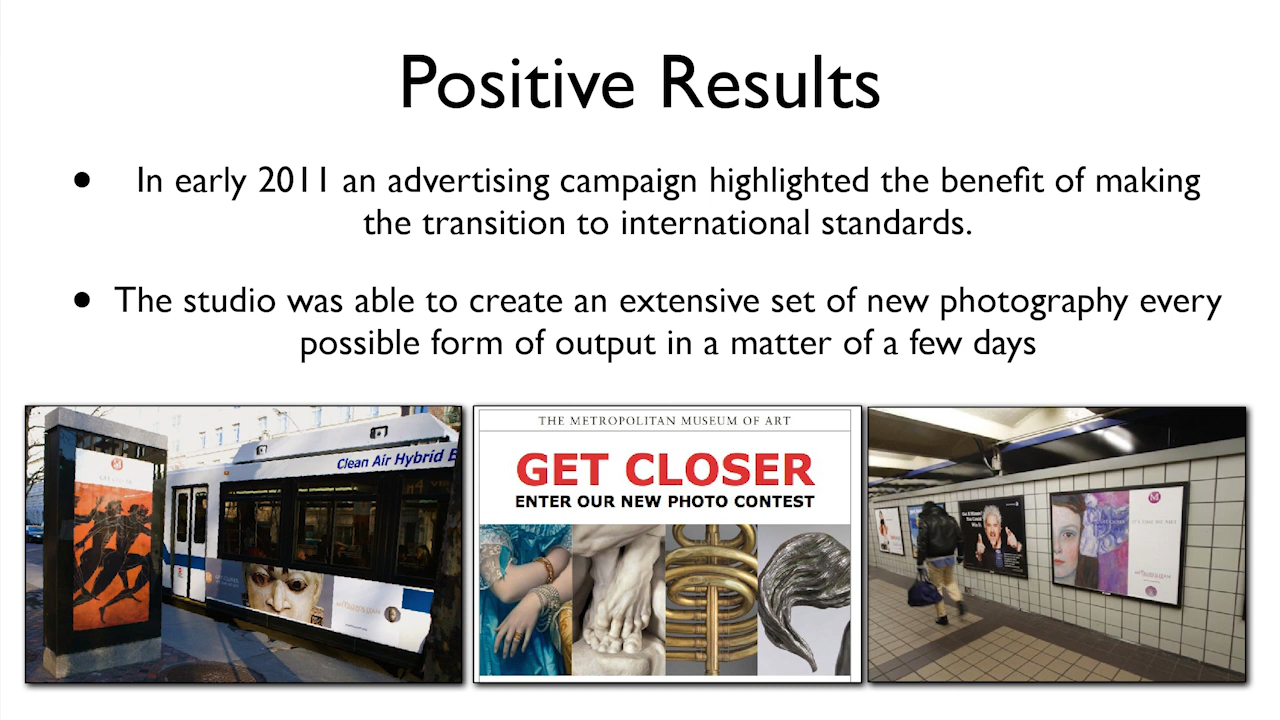 Positive Results
• In early 2011 an advertising campaign highlighted the benefit of making
the transition to international standards.
• The studio was able to create an extensive set of new photography every
possible form of output in a matter of a few days
Clean Air Hybrid
THE METROPOLITAN MUSEUM OF ART
GET CLOSER
ENTER OUR NEW PHOTO CONTEST